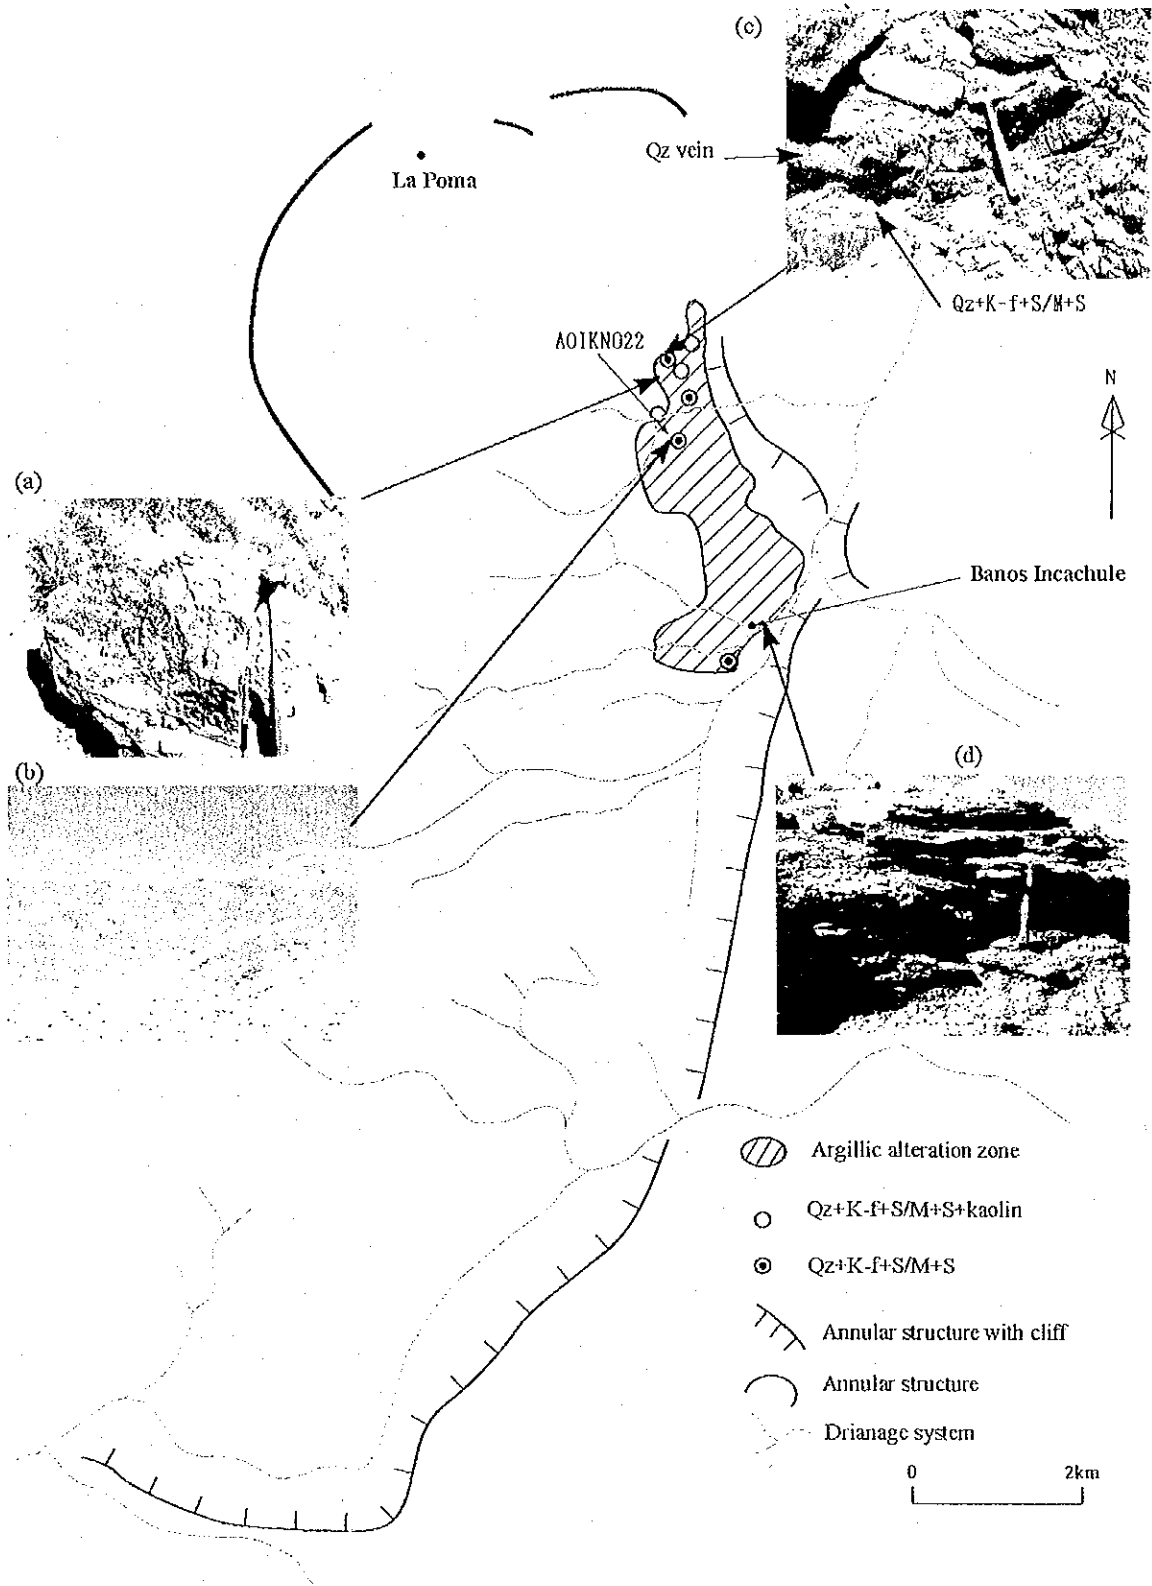 (c)
Qz vein
La Poma
Qz+K-f+S/M+S
A01KN022
N
(a)
Banos Incachule
(b)
(d)
Argillic alteration zone
Qz+K-f+S/M+S+kaolin
Qz+K-f+S/M+S
Annular structure with cliff
Annular structure
Drianage system
0 2km